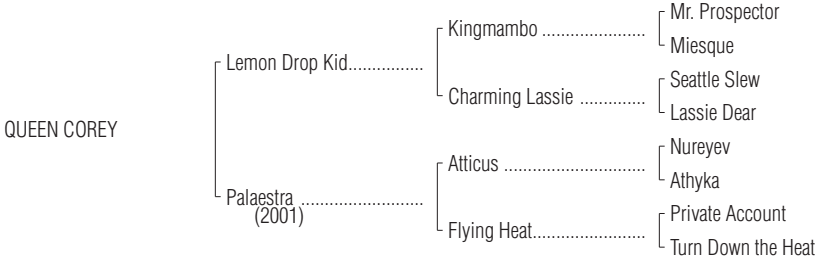 Mr. Prospector
Kingmambo ......................
Miesque
Lemon Drop Kid................
Seattle Slew
Charming Lassie ..............
Lassie Dear
QUEEN COREY
Nureyev
Atticus ..............................
Athyka
Palaestra ..........................
(2001)
Private Account
Flying Heat........................
Turn Down the Heat